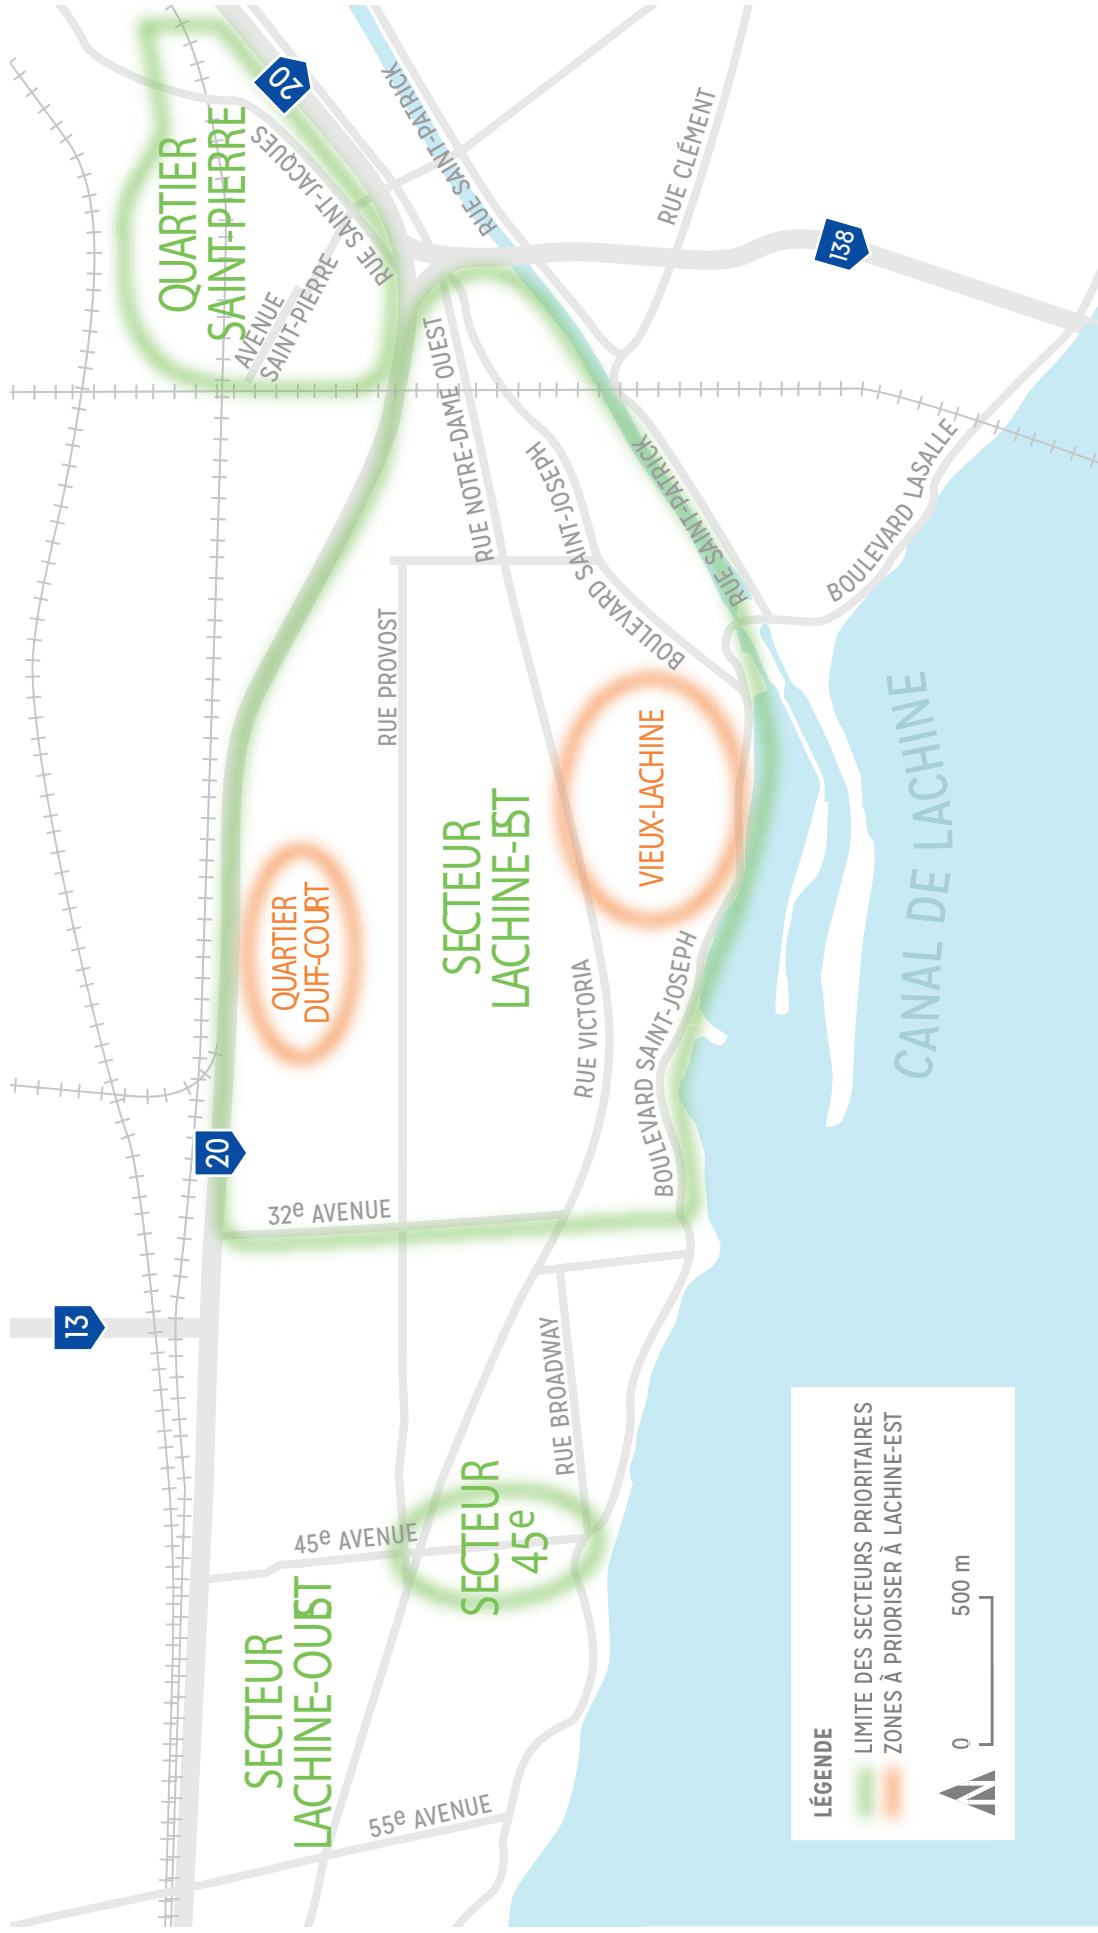 13
20
20
138
QUARTIER
SAINT-PIERRE
AVENUE
SAINT-PIERRE
RUE SAINT-JACQUES
RUE SAINT-PATRICK
RUE SAINT-PATRICK
RUE CLÉMENT
RUE NOTRE-DAME OUEST
BOULEVARD SAINT-JOSEPH
RUE SAINT-PATRICK
BOULEVARD LASALLE
RUE PROVOST
QUARTIER
DUFF-COURT
SECTEUR
LACHINE-EST
VIEUX-LACHINE
RUE VICTORIA
BOULEVARD SAINT-JOSEPH
32e AVENUE
CANAL DE LACHINE
RUE BROADWAY
45e AVENUE
SECTEUR
45e
SECTEUR
LACHINE-OUEST
55e AVENUE
LÉGENDE
LIMITE DES SECTEURS PRIORITAIRES
ZONES À PRIORISER À LACHINE-EST
0 500 m